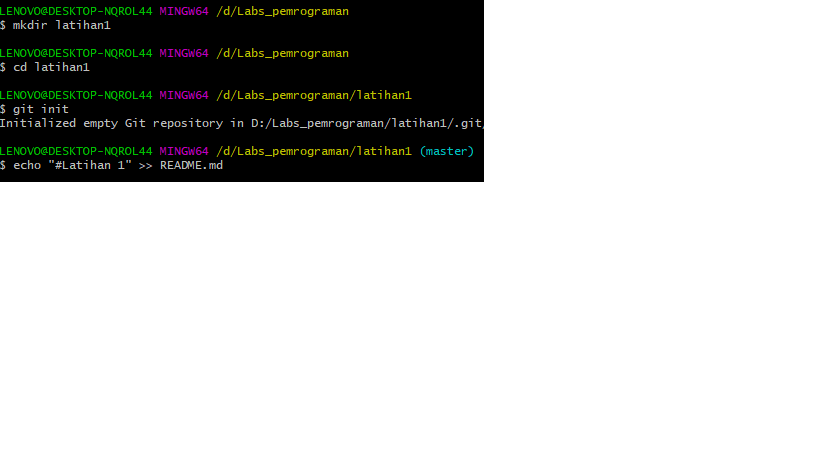 LENOVO@DESKTOP-NQROL44 MINGW64 /d/Labs_pemrograman
$ mkdir latihan1
LENOVO@DESKTOP-NQROL44 MINGW64 /d/Labs_pemrograman
$ cd latihan1
LENOVO@DESKTOP-NQROL44 MINGW64 /d/Labs_pemrograman/latihan1
$ git init
Initialized empty Git repository in D:/Labs_pemrograman/latihan1/.git/
LENOVO@DESKTOP-NQROL44 MINGW64 /d/Labs_pemrograman/latihan1 (master)
$ echo "#Latihan 1" >> README.md